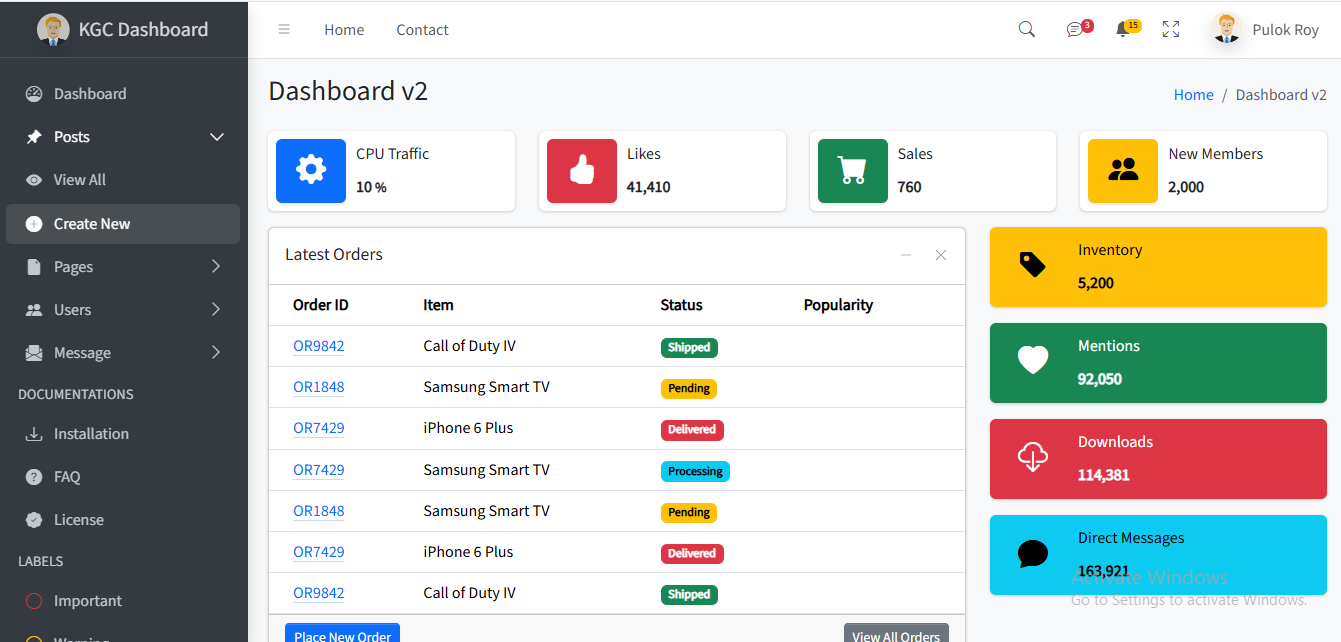 KGC Dashboard
Home Contact 3 15 Pulok Roy
Dashboard
Posts
View All
Create New
Pages
Users
Message
DOCUMENTATIONS
Installation
FAQ
License
LABELS
Important
Warning
Dashboard v2
Home / Dashboard v2
CPU Traffic
10 %
Likes
41,410
Sales
760
New Members
2,000
Latest Orders
Order ID Item Status Popularity
OR9842 Call of Duty IV Shipped
OR1848 Samsung Smart TV Pending
OR7429 iPhone 6 Plus Delivered
OR7429 Samsung Smart TV Processing
OR1848 Samsung Smart TV Pending
OR7429 iPhone 6 Plus Delivered
OR9842 Call of Duty IV Shipped
Place New Order View All Orders
Inventory
5,200
Mentions
92,050
Downloads
114,381
Direct Messages
163,921
Activate Windows
Go to Settings to activate Windows.